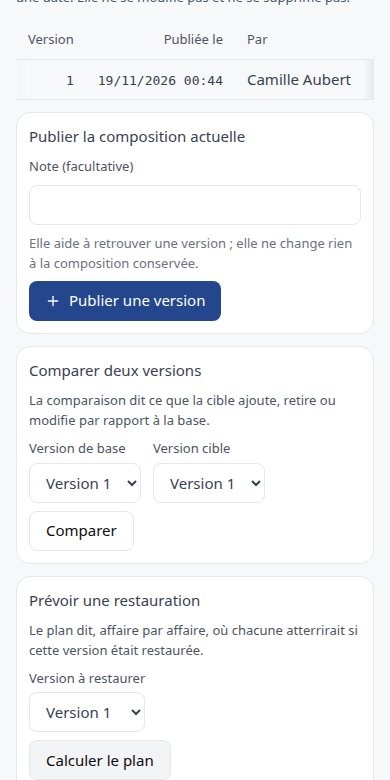 une date. Elle ne se modifie pas et ne se supprime pas.
Version Publiée le Par
1 19/11/2026 00:44 Camille Aubert
Publier la composition actuelle
Note (facultative)
Elle aide à retrouver une version ; elle ne change rien
à la composition conservée.
+ Publier une version
Comparer deux versions
La comparaison dit ce que la cible ajoute, retire ou
modifie par rapport à la base.
Version de base Version cible
Version 1 Version 1
Comparer
Prévoir une restauration
Le plan dit, affaire par affaire, où chacune atterrirait si
cette version était restaurée.
Version à restaurer
Version 1
Calculer le plan